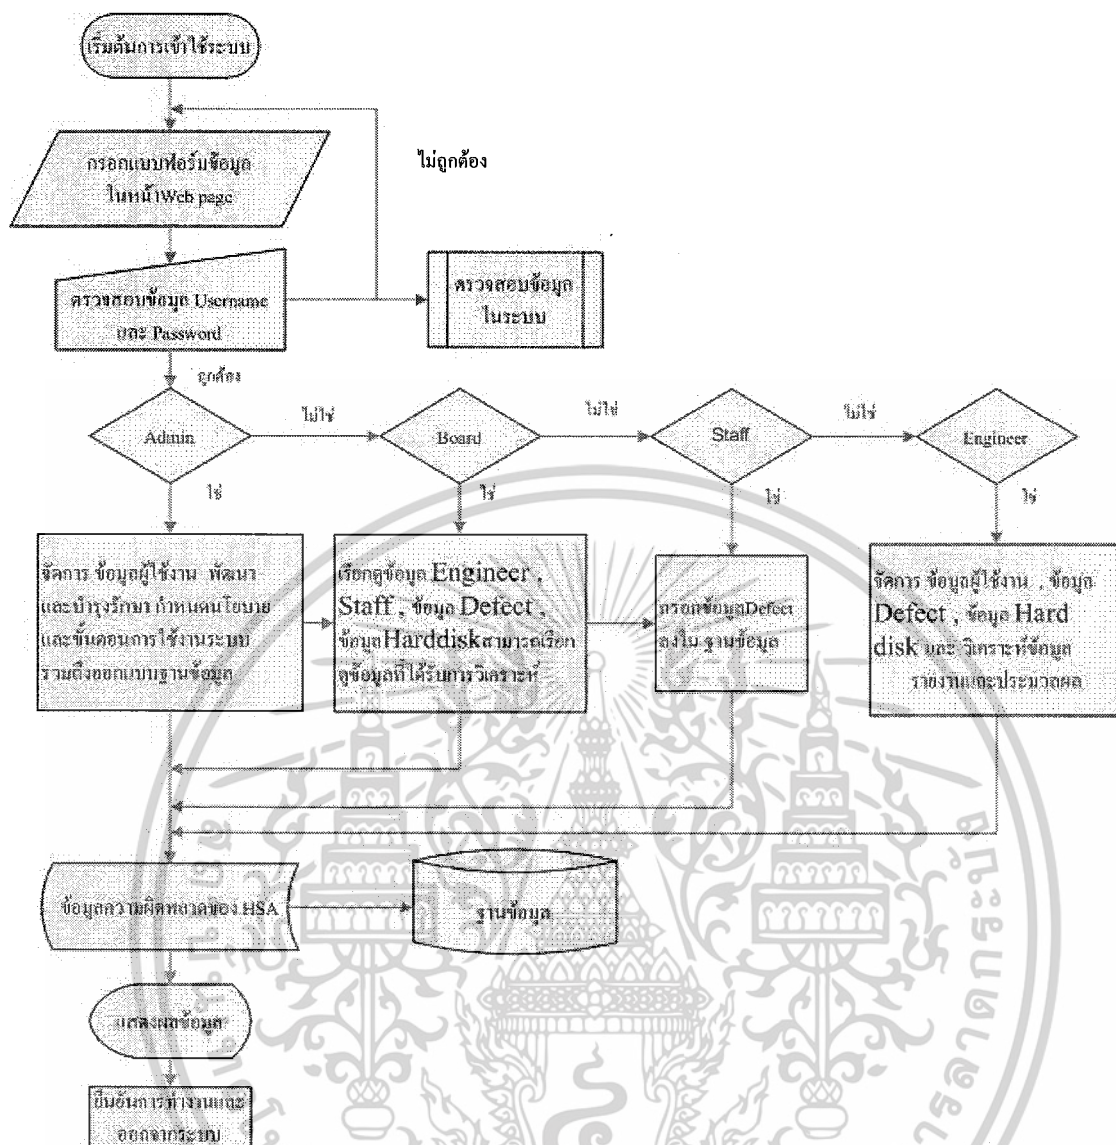 เริ่มต้นการเข้าใช้ระบบ
กรอกแบบฟอร์มข้อมูล
ในหน้าWeb page
ไม่ถูกต้อง
ตรวจสอบข้อมูล Username
และ Password
ตรวจสอบข้อมูล
ในระบบ
ถูกต้อง
Admin
ไม่ใช่
Board
ไม่ใช่
Staff
ไม่ใช่
Engineer
ใช่
ใช่
ใช่
ใช่
จัดการ ข้อมูลผู้ใช้งาน พัฒนา
และบำรุงรักษา กำหนดนโยบาย
และขั้นตอนการใช้งานระบบ
รวมถึงออกแบบฐานข้อมูล
เรียกดูข้อมูล Engineer ,
Staff , ข้อมูล Defect ,
ข้อมูล Harddiskสามารถเรียก
ดูข้อมูลที่ได้รับการวิเคราะห์
กรอกข้อมูลDefect
ลงใน ฐานข้อมูล
จัดการ ข้อมูลผู้ใช้งาน , ข้อมูล
Defect , ข้อมูล Hard
disk และ วิเคราะห์ข้อมูล
รายงานและประมวลผล
ข้อมูลความผิดพลาดของ HSA
ฐานข้อมูล
แสดงผลข้อมูล
ยืนยันการทำงานและ
ออกจากระบบ